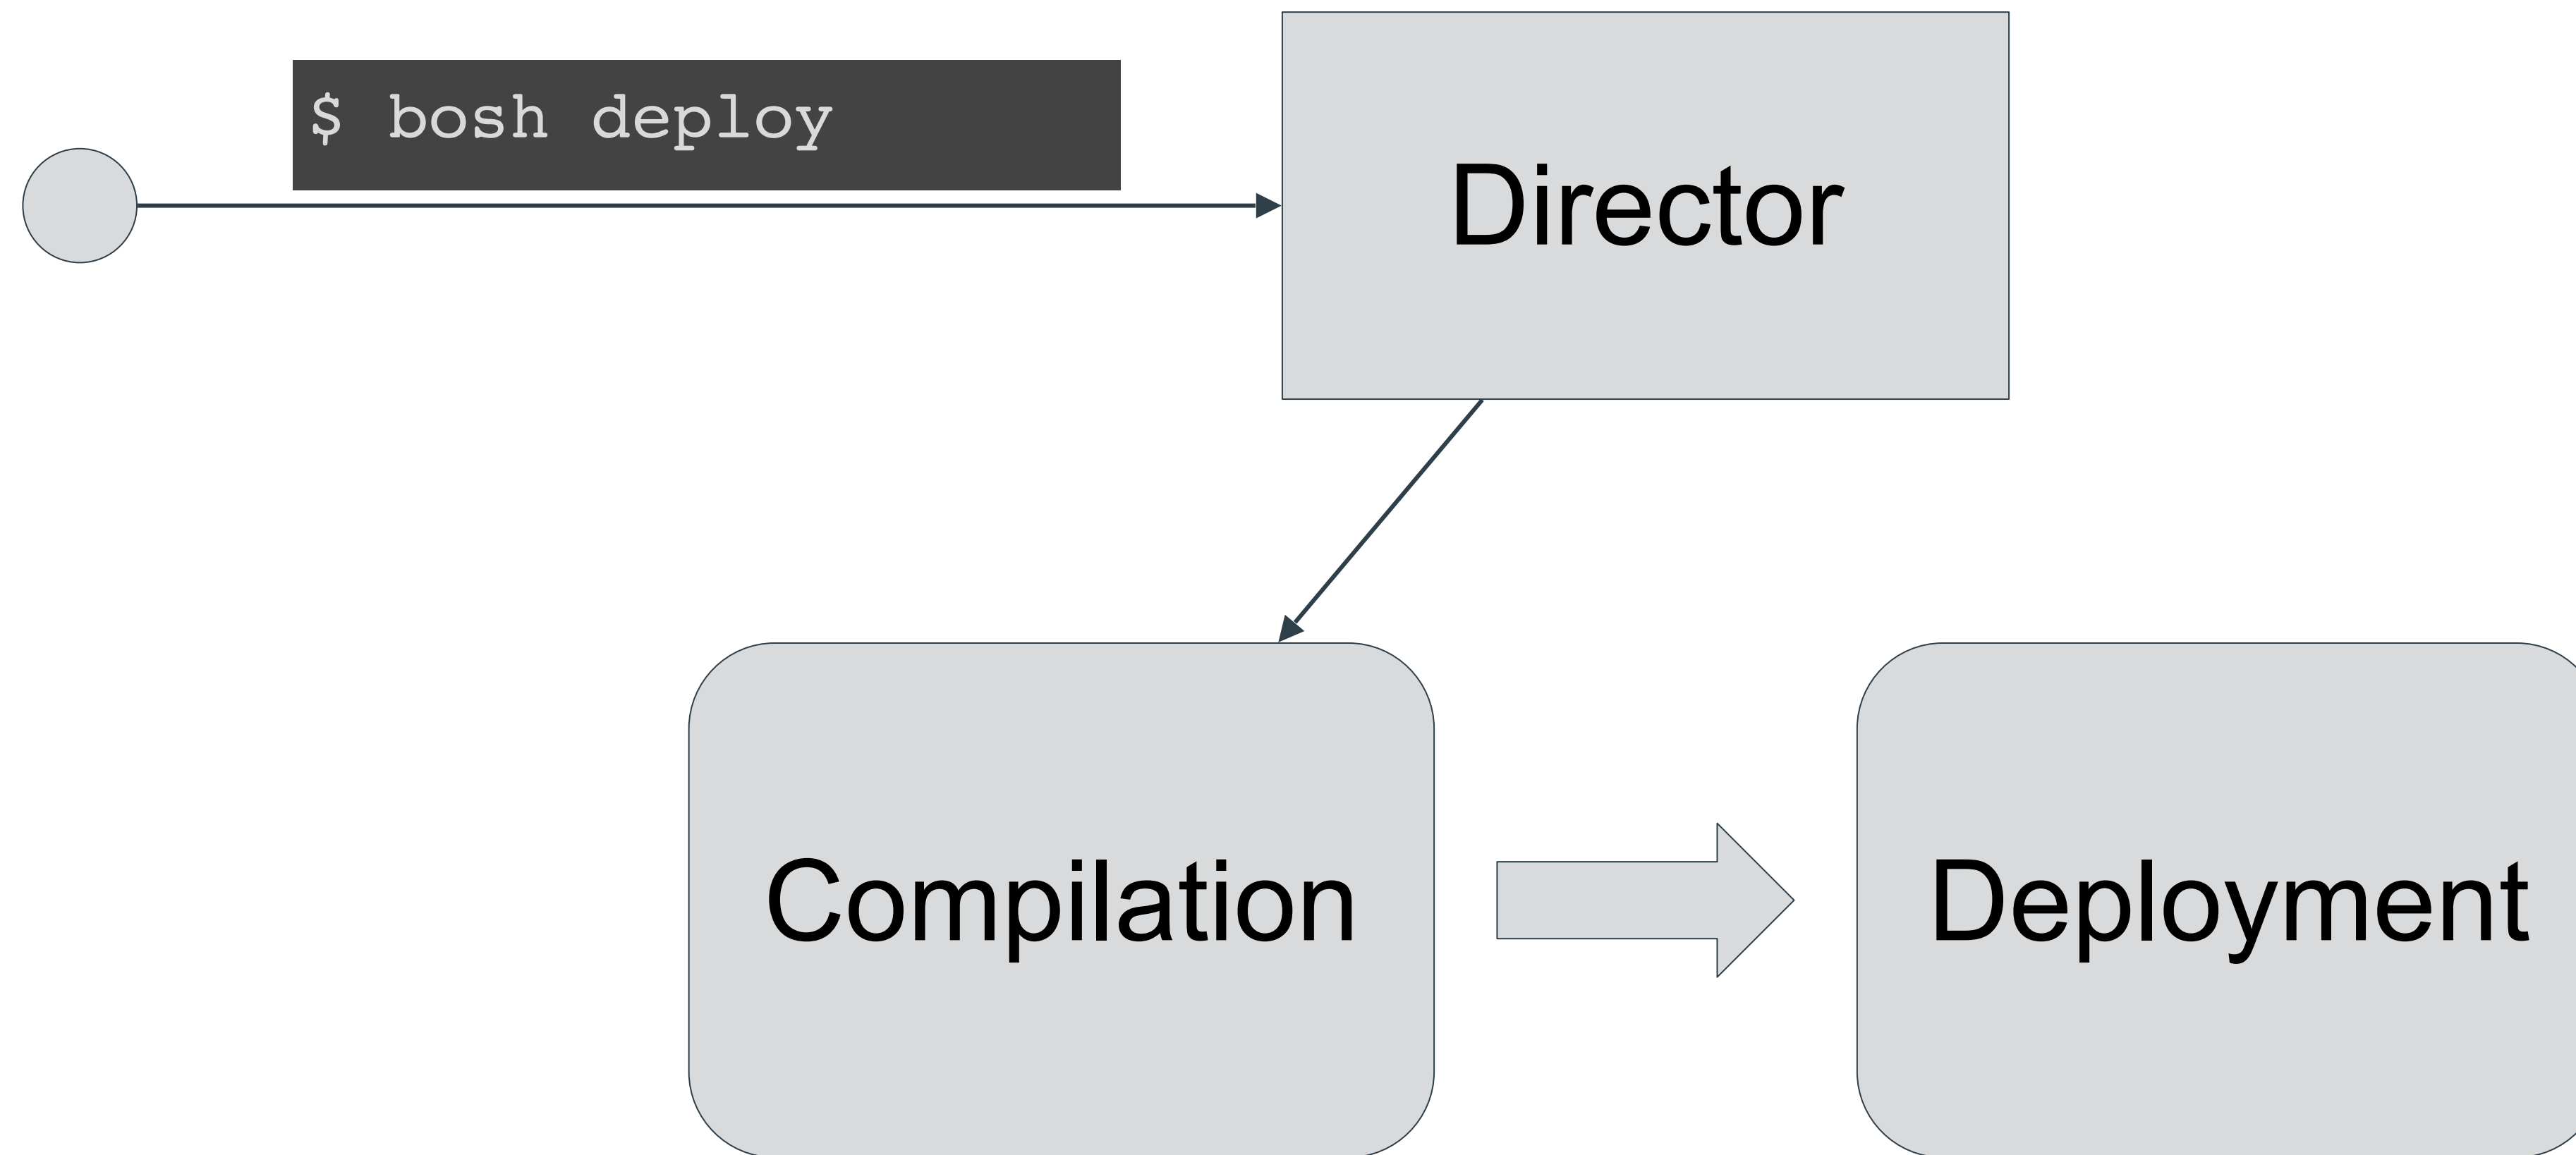 $ bosh deploy
Director
Compilation
Deployment